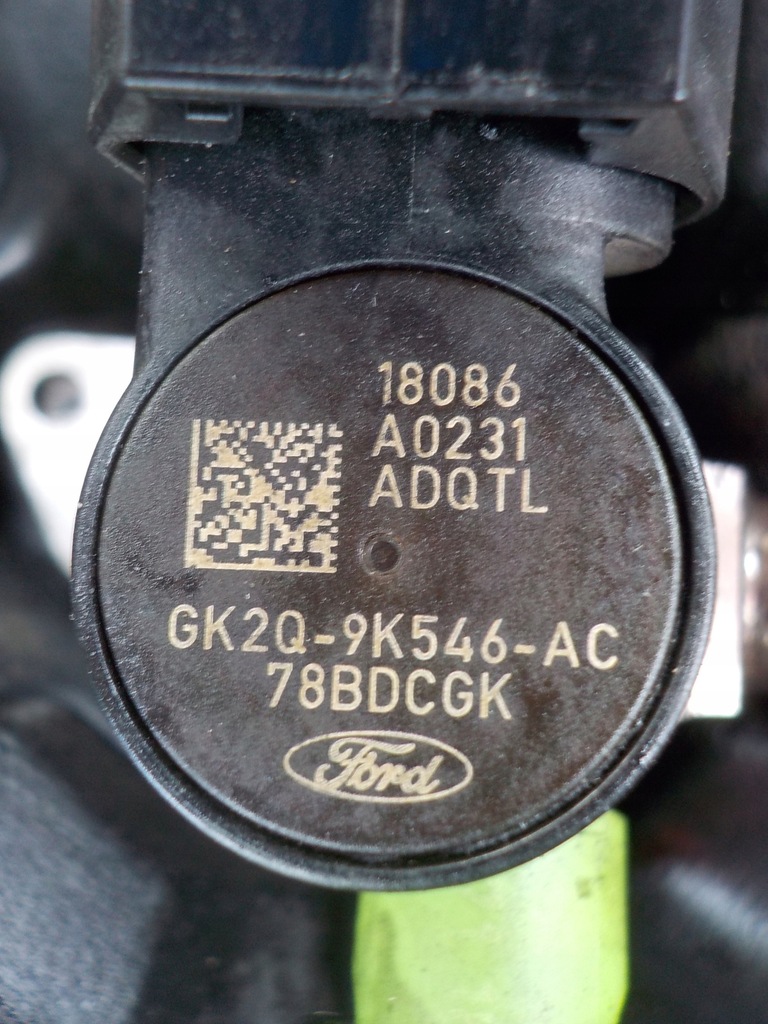 18086
A0231
ADQTL
GK2Q-9K546-AC
78BDCGK
Ford